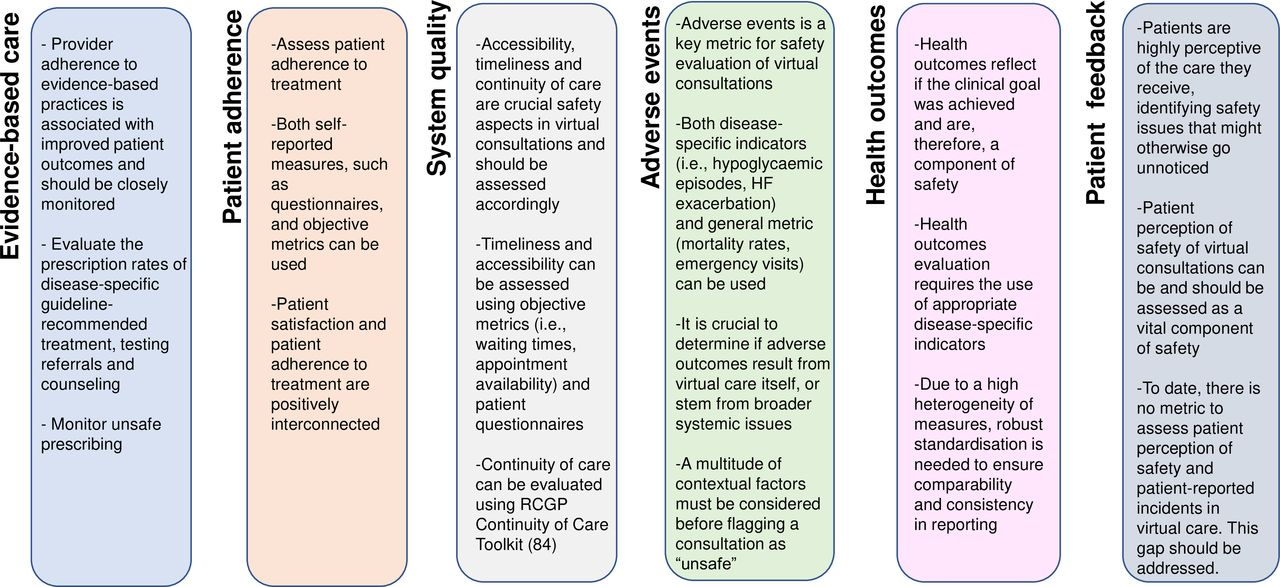 Evidence-based care
- Provider
adherence to
evidence-based
practices is
associated with
improved patient
outcomes and
should be closely
monitored
- Evaluate the
prescription rates of
disease-specific
guideline-
recommended
treatment, testing
referrals and
counseling
- Monitor unsafe
prescribing
Patient adherence
-Assess patient
adherence to
treatment
-Both self-
reported
measures, such
as
questionnaires,
and objective
metrics can be
used
-Patient
satisfaction and
patient
adherence to
treatment are
positively
interconnected
System quality
-Accessibility,
timeliness and
continuity of care
are crucial safety
aspects in virtual
consultations and
should be
assessed
accordingly
-Timeliness and
accessibility can
be assessed
using objective
metrics (i.e.,
waiting times,
appointment
availability) and
patient
questionnaires
-Continuity of care
can be evaluated
using RCGP
Continuity of Care
Toolkit (84)
Adverse events
-Adverse events is a
key metric for safety
evaluation of virtual
consultations
-Both disease-
specific indicators
(i.e., hypoglycaemic
episodes, HF
exacerbation)
and general metric
(mortality rates,
emergency visits)
can be used
-It is crucial to
determine if adverse
outcomes result from
virtual care itself, or
stem from broader
systemic issues
-A multitude of
contextual factors
must be considered
before flagging a
consultation as
“unsafe”
Health outcomes
-Health
outcomes reflect
if the clinical goal
was achieved
and are,
therefore, a
component of
safety
-Health
outcomes
evaluation
requires the use
of appropriate
disease-specific
indicators
-Due to a high
heterogeneity of
measures, robust
standardisation is
needed to ensure
comparability
and consistency
in reporting
Patient feedback
-Patients are
highly perceptive
of the care they
receive,
identifying safety
issues that might
otherwise go
unnoticed
-Patient
perception of
safety of virtual
consultations can
be and should be
assessed as a
vital component
of safety
-To date, there is
no metric to
assess patient
perception of
safety and
patient-reported
incidents in
virtual care. This
gap should be
addressed.